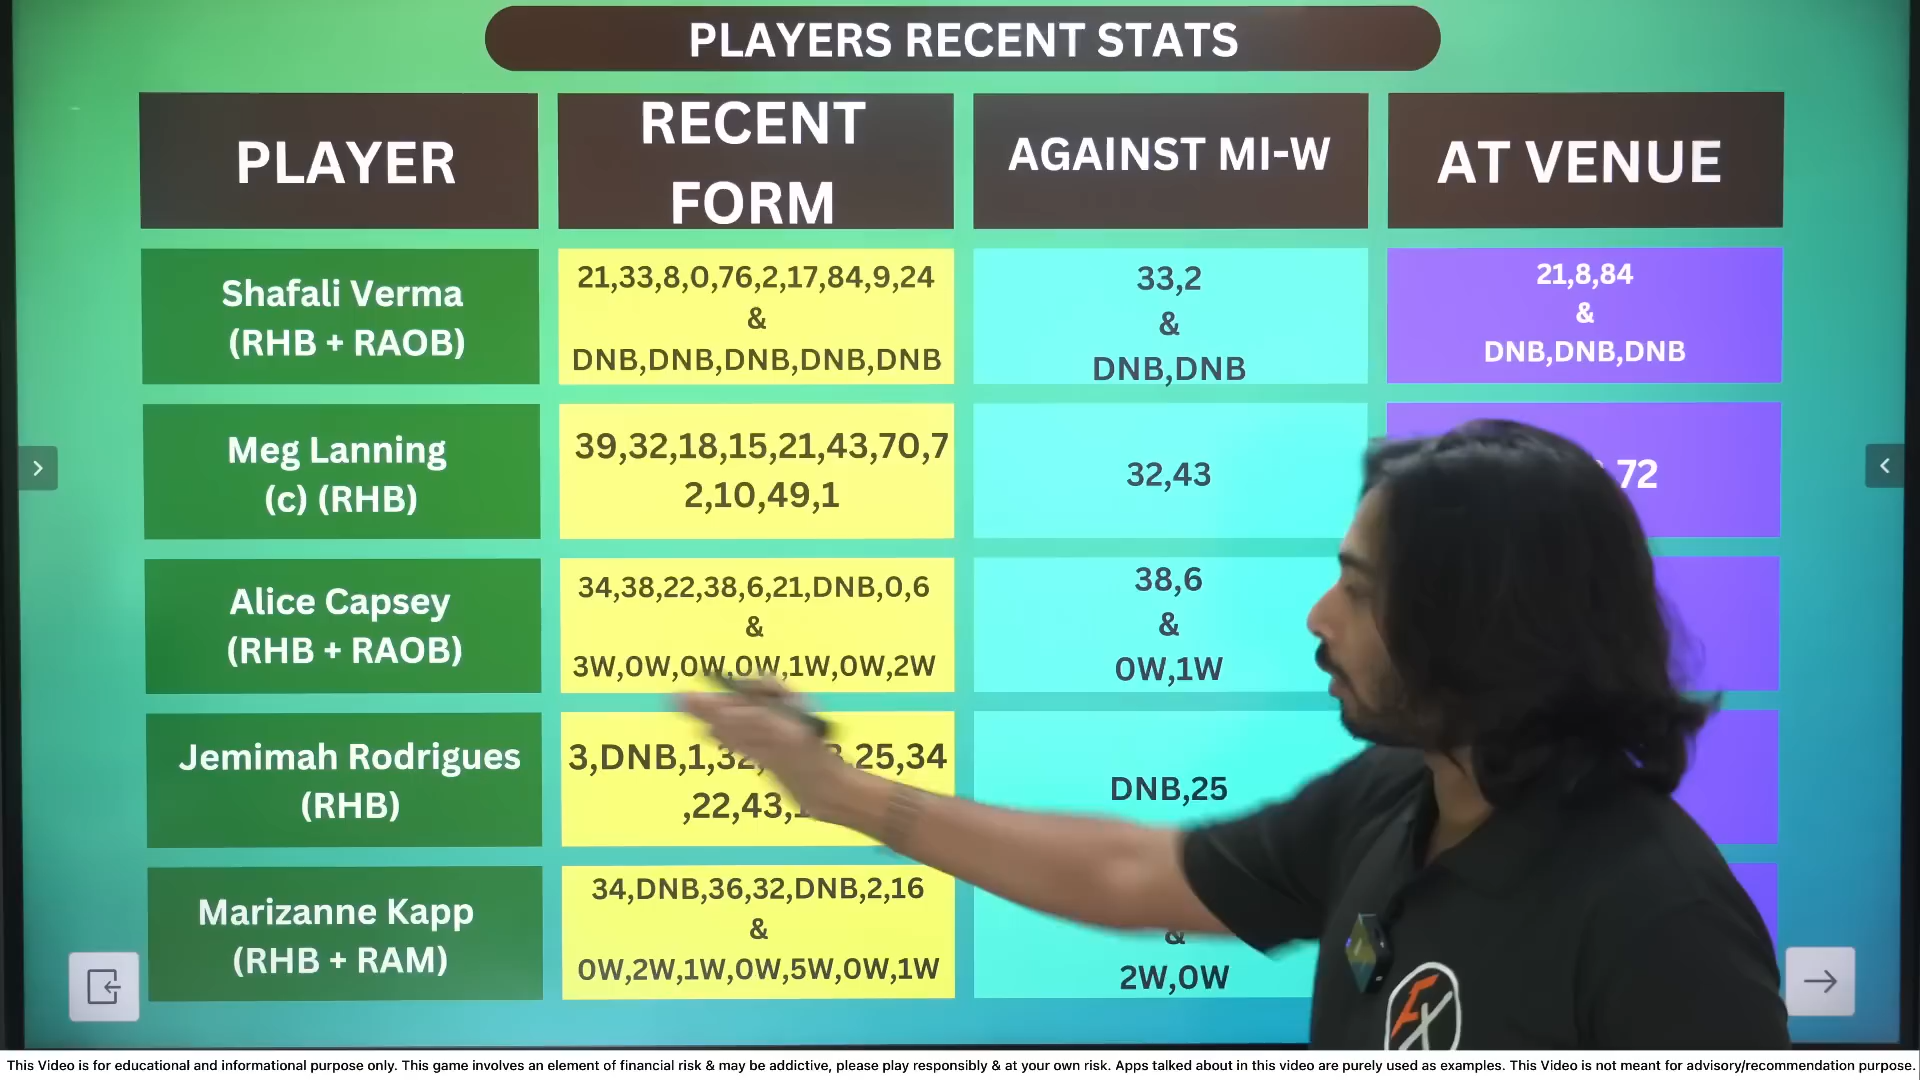 PLAYERS RECENT STATS
PLAYER
RECENT
FORM
AGAINST MI-W
AT VENUE
Shafali Verma
(RHB + RAOB)
21,33,8,0,76,2,17,84,9,24
&
DNB,DNB,DNB,DNB,DNB
33,2
&
DNB,DNB
21,8,84
&
DNB,DNB,DNB
Meg Lanning
(c) (RHB)
39,32,18,15,21,43,70,7
2,10,49,1
32,43
72
Alice Capsey
(RHB + RAOB)
34,38,22,38,6,21,DNB,0,6
&
3W,0W,0W,0W,1W,0W,2W
38,6
&
0W,1W
Jemimah Rodrigues
(RHB)
3,DNB,1,32, 25,34
,22,43,
DNB,25
Marizanne Kapp
(RHB + RAM)
34,DNB,36,32,DNB,2,16
&
0W,2W,1W,0W,5W,0W,1W
&
2W,0W
FX
This Video is for educational and informational purpose only. This game involves an element of financial risk & may be addictive, please play responsibly & at your own risk. Apps talked about in this video are purely used as examples. This Video is not meant for advisory/recommendation purpose.